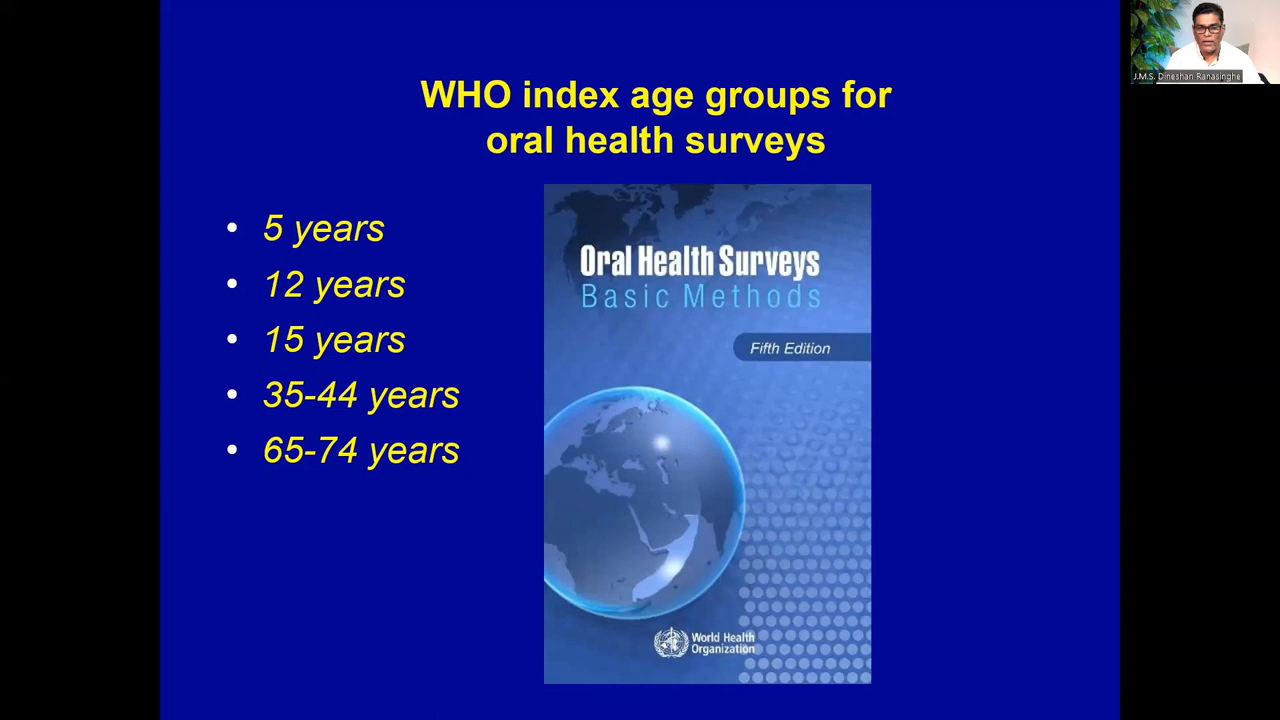 WHO index age groups for
oral health surveys
• 5 years
• 12 years
• 15 years
• 35-44 years
• 65-74 years
Oral Health Surveys
Basic Methods
Fifth Edition
World Health
Organization
J.M.S. Dineshan Ranasinghe